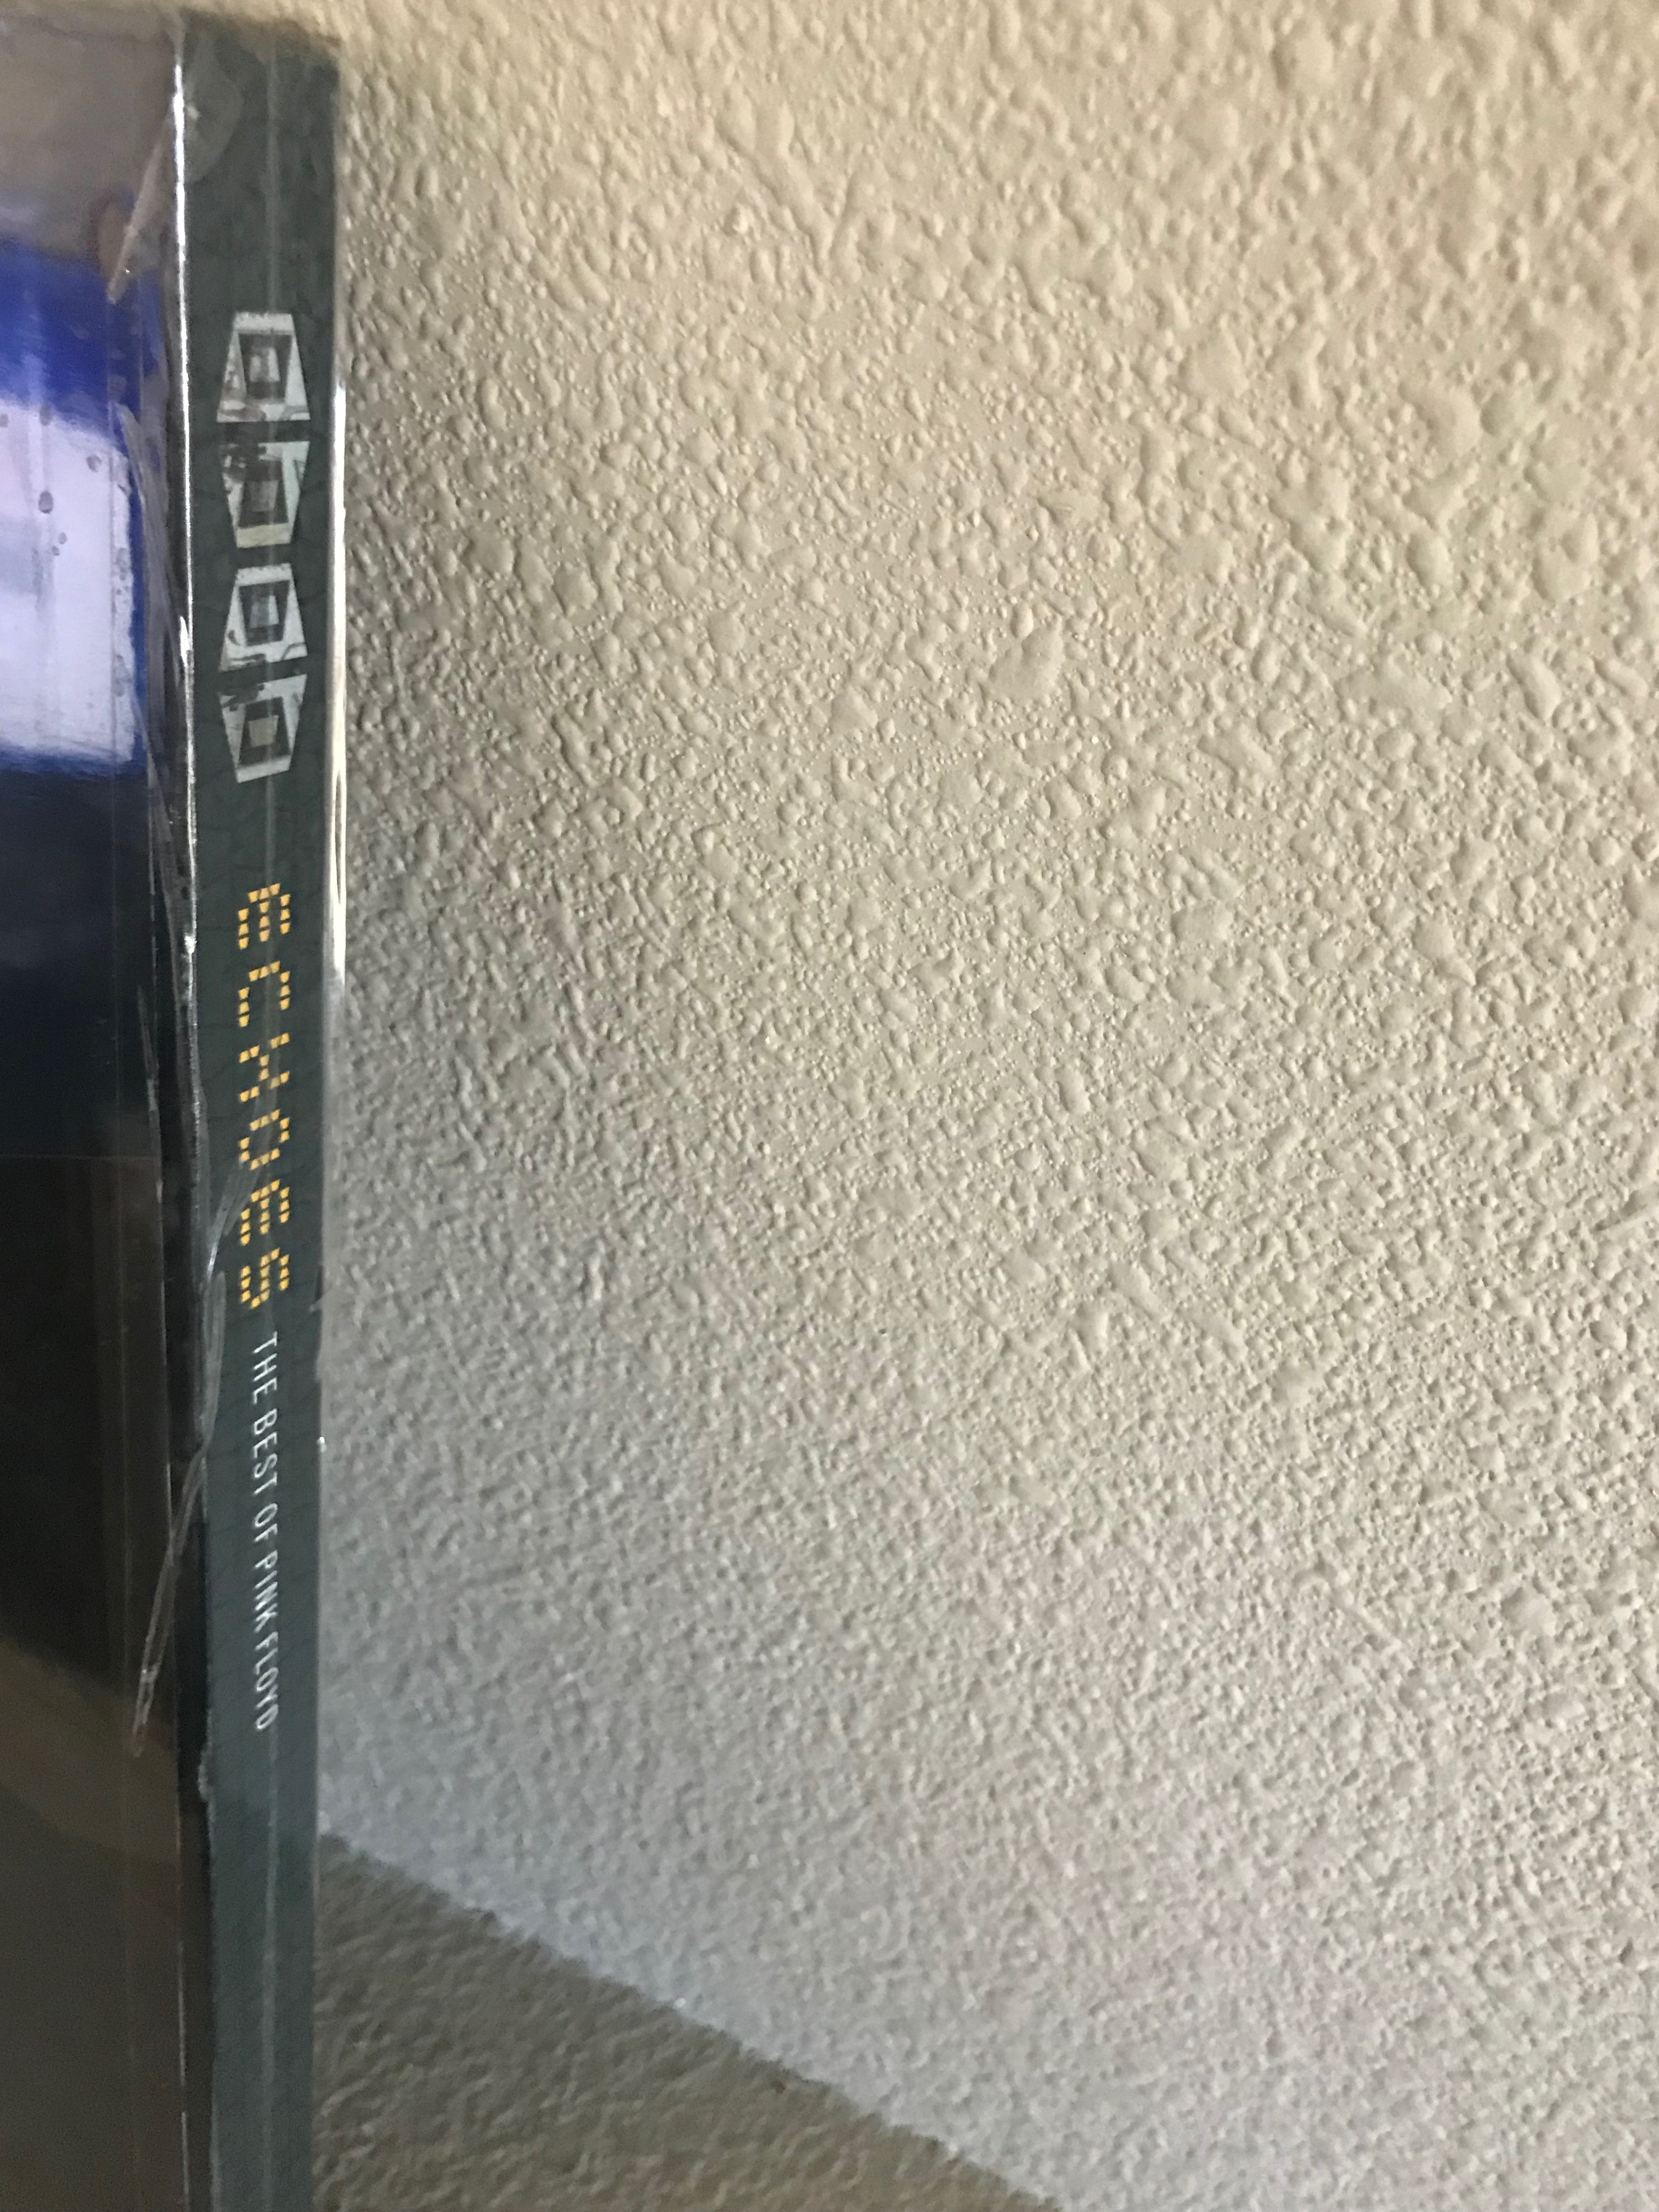 echoes THE BEST OF PINK FLOYD